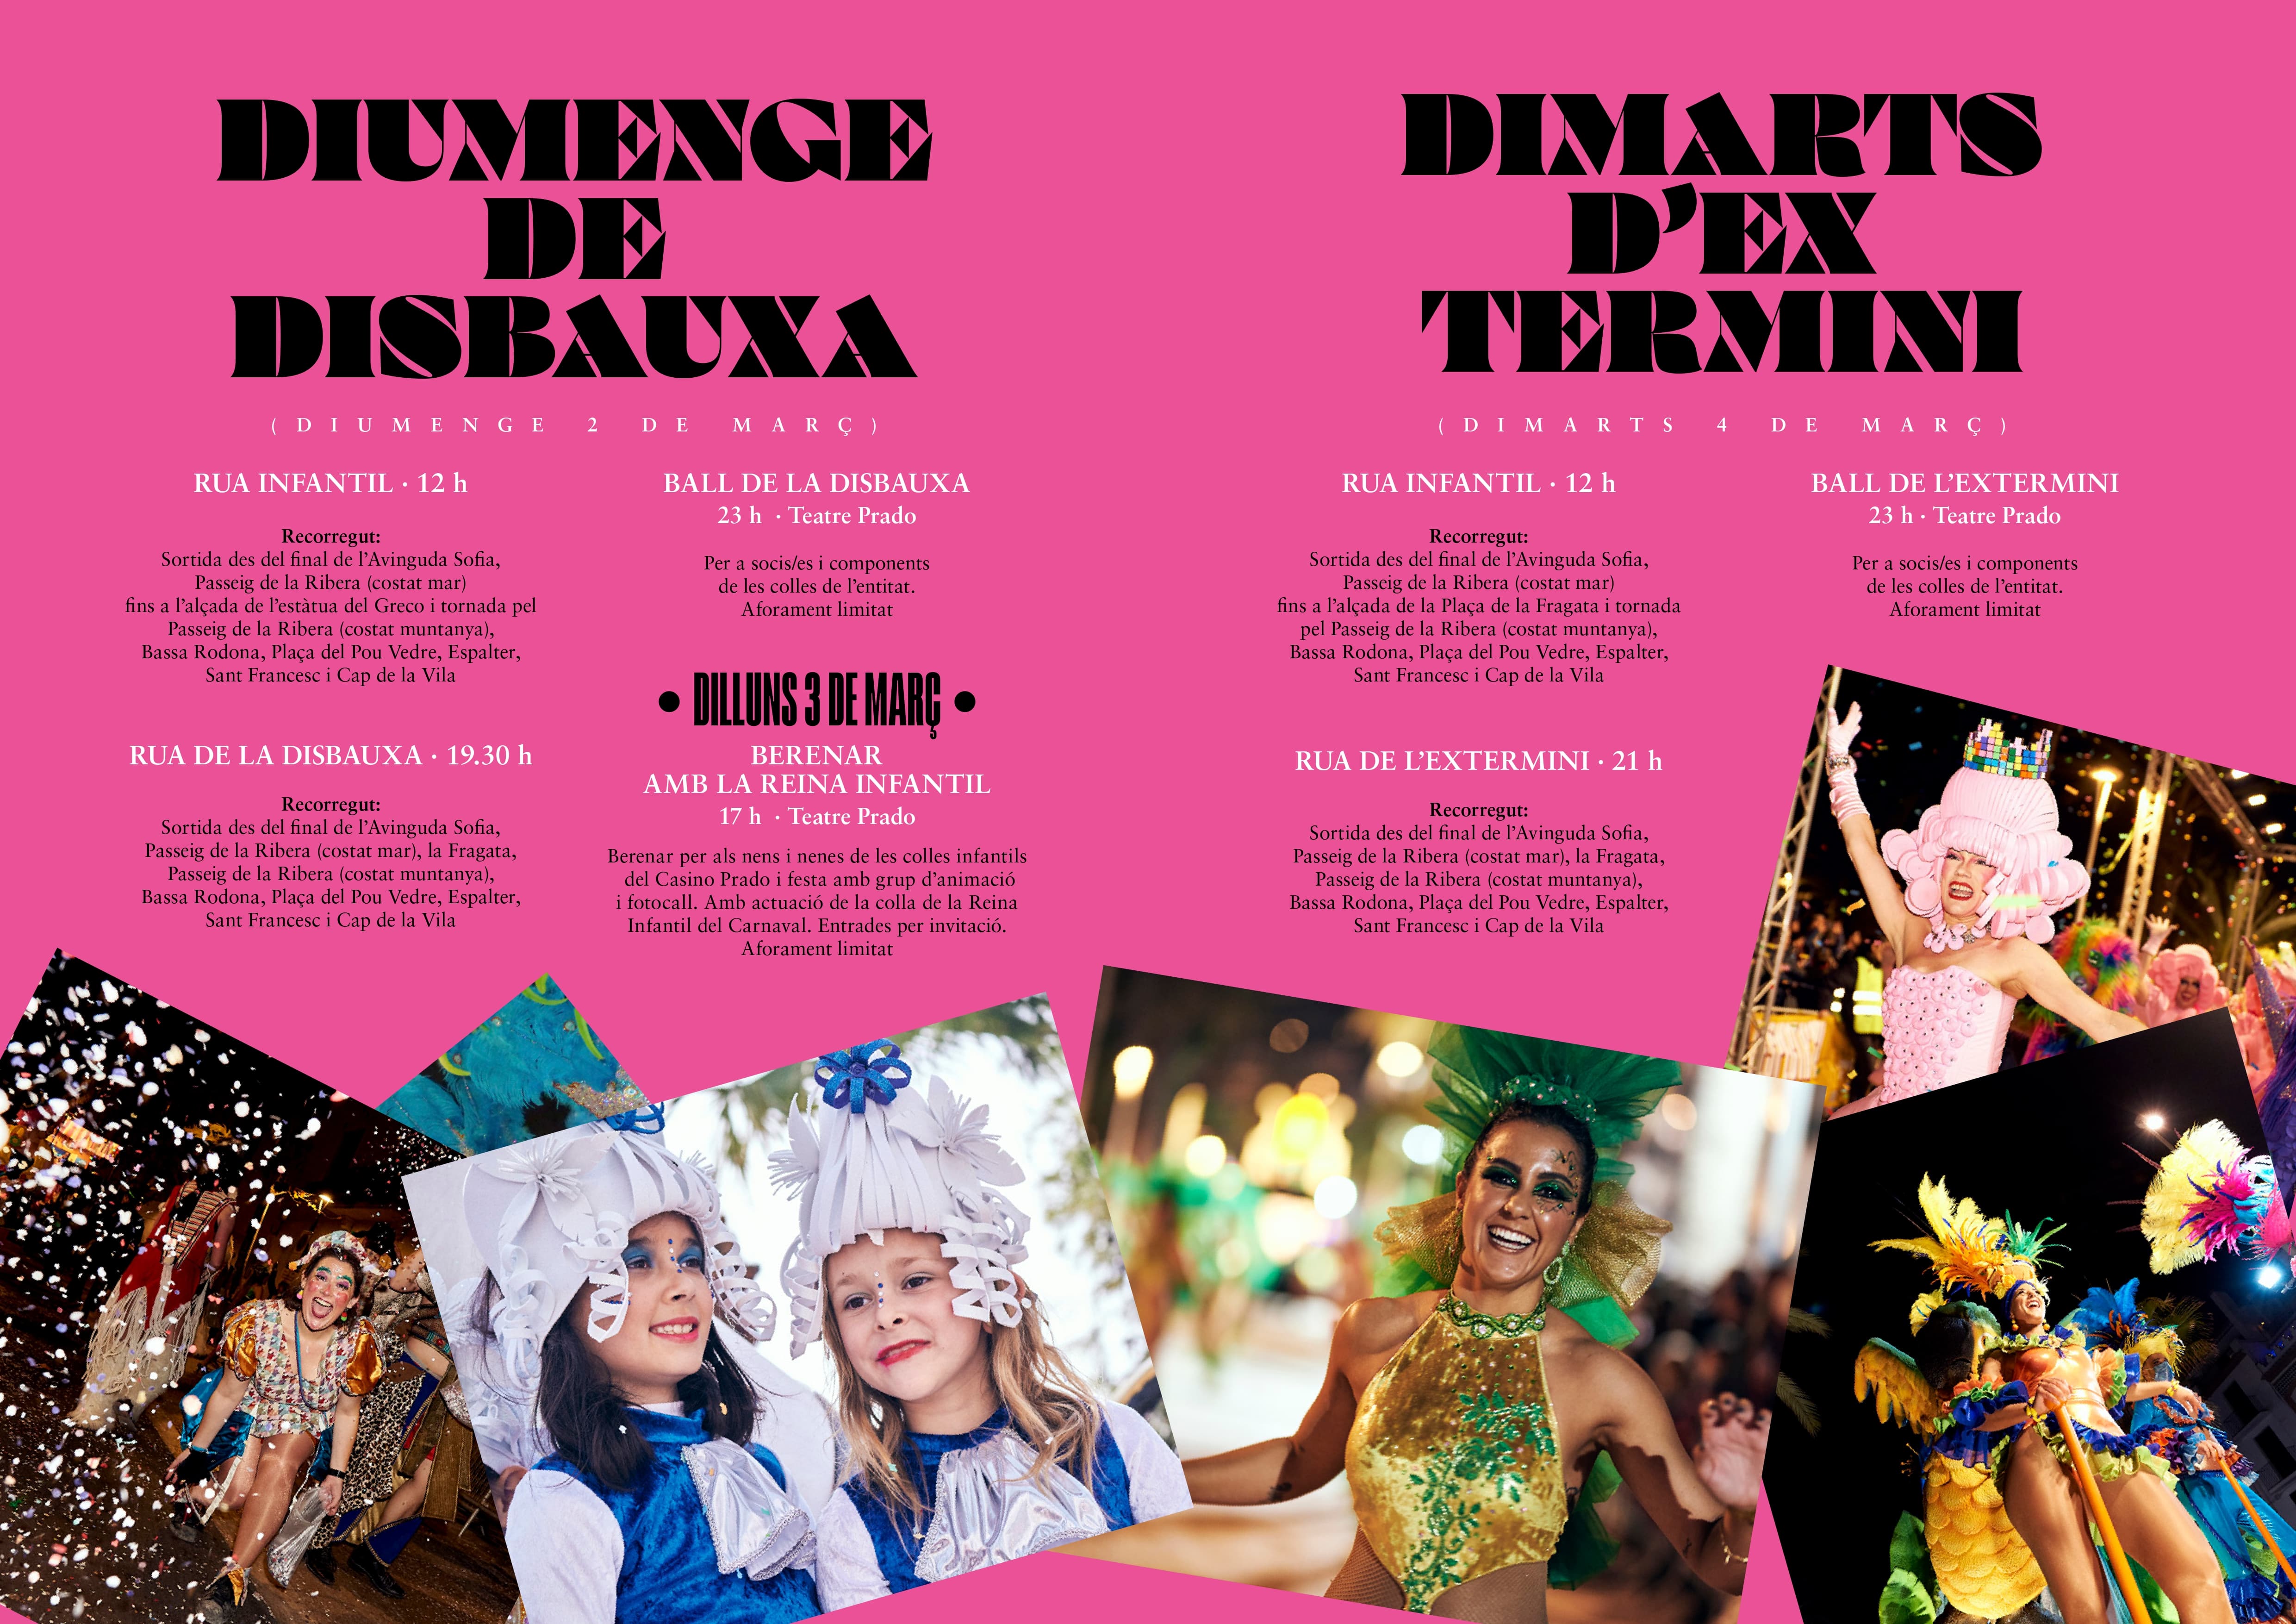 DIUMENGE
DE
DISBAUXA
(DIUMENGE 2 DE MARÇ)
RUA INFANTIL · 12 h
Recorregut:
Sortida des del final de l’Avinguda Sofia,
Passeig de la Ribera (costat mar)
fins a l’alçada de l’estàtua del Greco i tornada pel
Passeig de la Ribera (costat muntanya),
Bassa Rodona, Plaça del Pou Vedre, Espalter,
Sant Francesc i Cap de la Vila
RUA DE LA DISBAUXA · 19.30 h
Recorregut:
Sortida des del final de l’Avinguda Sofia,
Passeig de la Ribera (costat mar), la Fragata,
Passeig de la Ribera (costat muntanya),
Bassa Rodona, Plaça del Pou Vedre, Espalter,
Sant Francesc i Cap de la Vila
BALL DE LA DISBAUXA
23 h · Teatre Prado
Per a socis/es i components
de les colles de l’entitat.
Aforament limitat
• DILLUNS 3 DE MARÇ •
BERENAR
AMB LA REINA INFANTIL
17 h · Teatre Prado
Berenar per als nens i nenes de les colles infantils
del Casino Prado i festa amb grup d’animació
i fotocall. Amb actuació de la colla de la Reina
Infantil del Carnaval. Entrades per invitació.
Aforament limitat
DIMARTS
D’EX
TERMINI
(DIMARTS 4 DE MARÇ)
RUA INFANTIL · 12 h
Recorregut:
Sortida des del final de l’Avinguda Sofia,
Passeig de la Ribera (costat mar)
fins a l’alçada de la Plaça de la Fragata i tornada
pel Passeig de la Ribera (costat muntanya),
Bassa Rodona, Plaça del Pou Vedre, Espalter,
Sant Francesc i Cap de la Vila
RUA DE L’EXTERMINI · 21 h
Recorregut:
Sortida des del final de l’Avinguda Sofia,
Passeig de la Ribera (costat mar), la Fragata,
Passeig de la Ribera (costat muntanya),
Bassa Rodona, Plaça del Pou Vedre, Espalter,
Sant Francesc i Cap de la Vila
BALL DE L’EXTERMINI
23 h · Teatre Prado
Per a socis/es i components
de les colles de l’entitat.
Aforament limitat